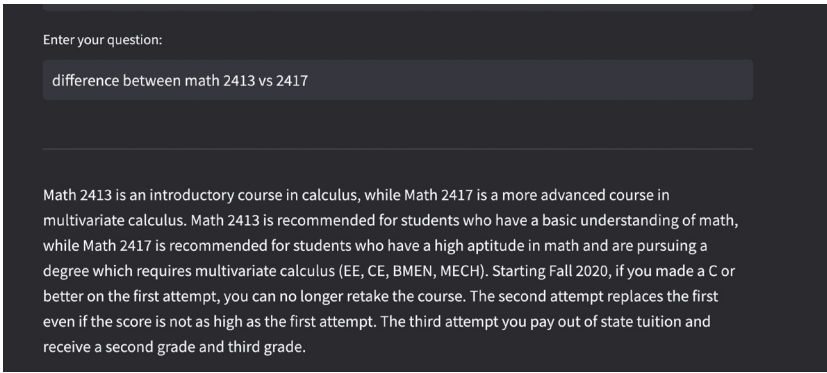 Enter your question:
difference between math 2413 vs 2417
Math 2413 is an introductory course in calculus, while Math 2417 is a more advanced course in
multivariate calculus. Math 2413 is recommended for students who have a basic understanding of math,
while Math 2417 is recommended for students who have a high aptitude in math and are pursuing a
degree which requires multivariate calculus (EE, CE, BMEN, MECH). Starting Fall 2020, if you made a C or
better on the first attempt, you can no longer retake the course. The second attempt replaces the first
even if the score is not as high as the first attempt. The third attempt you pay out of state tuition and
receive a second grade and third grade.